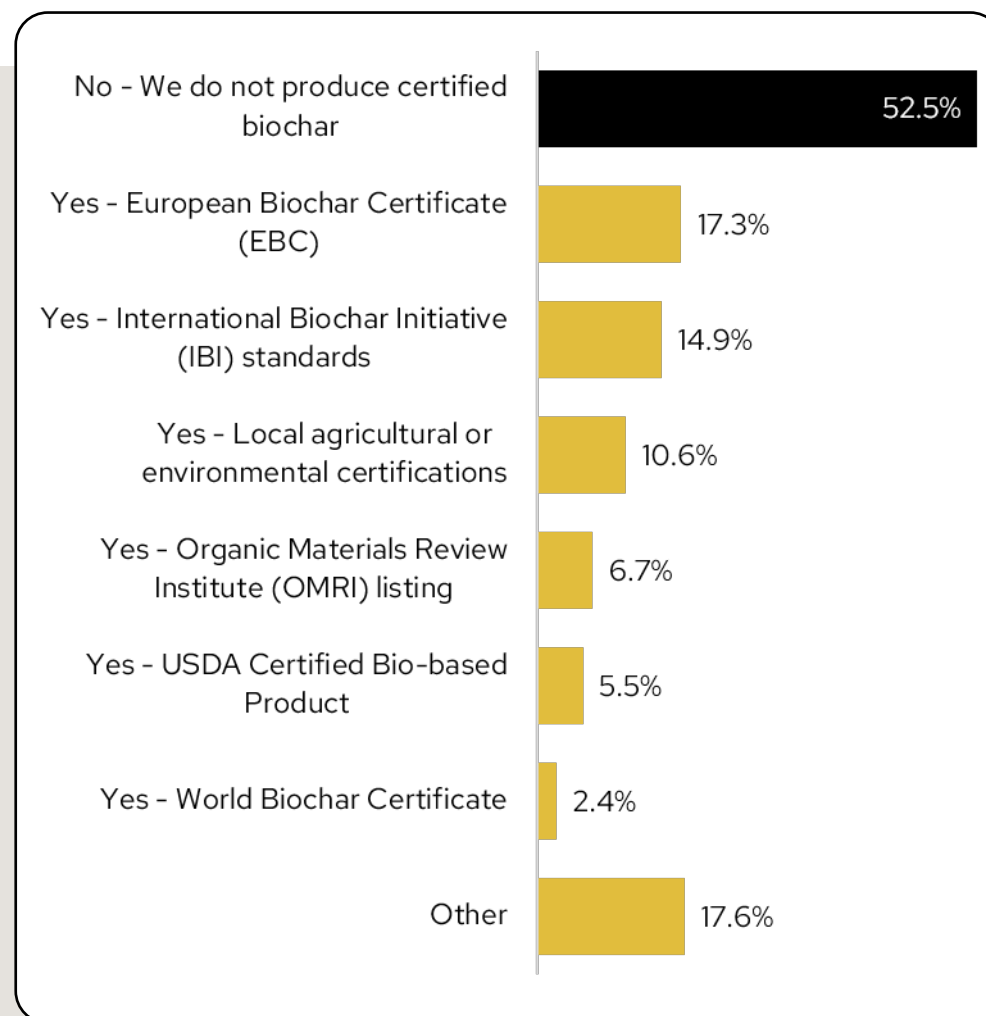 No - We do not produce certified
biochar
52.5%
Yes - European Biochar Certificate
(EBC)
17.3%
Yes - International Biochar Initiative
(IBI) standards
14.9%
Yes - Local agricultural or
environmental certifications
10.6%
Yes - Organic Materials Review
Institute (OMRI) listing
6.7%
Yes - USDA Certified Bio-based
Product
5.5%
Yes - World Biochar Certificate
2.4%
Other
17.6%